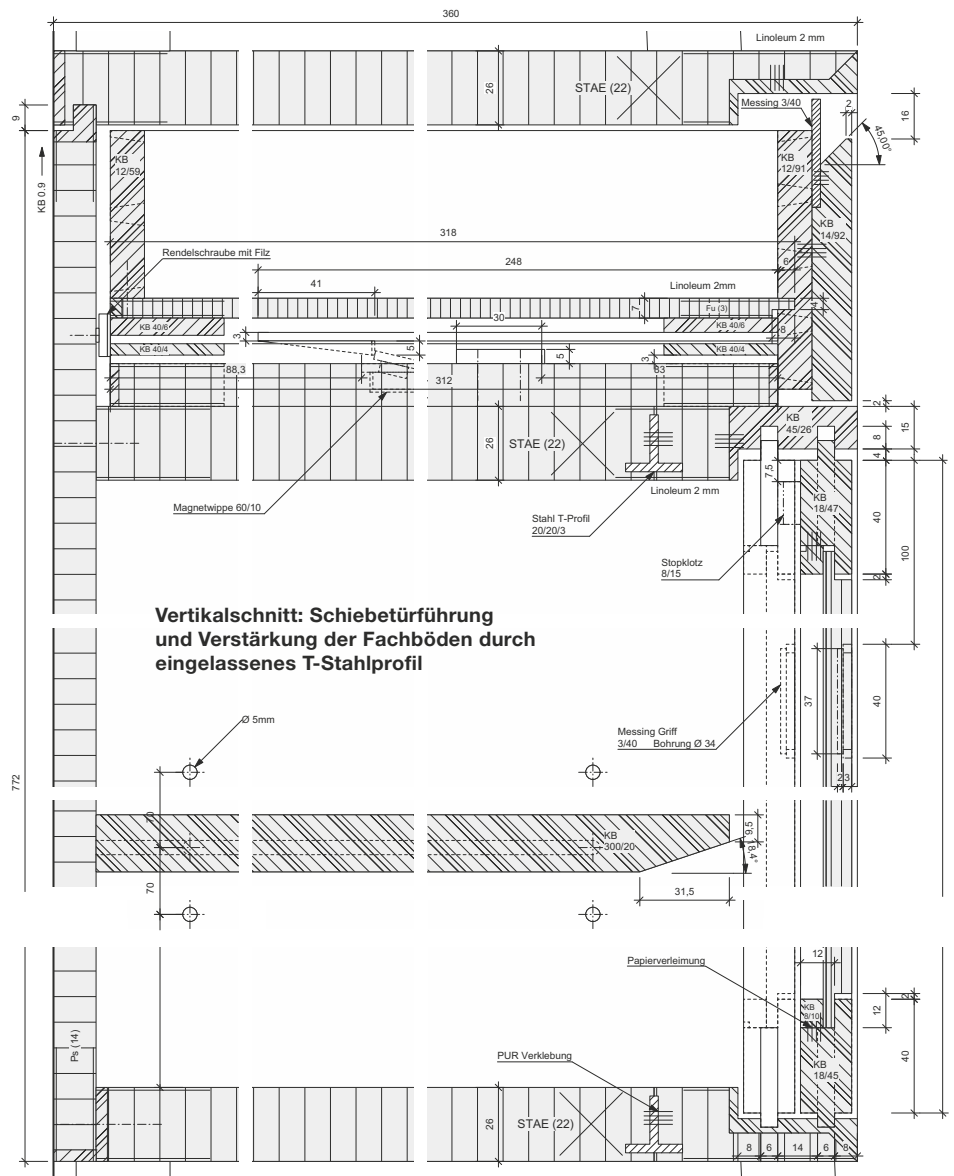 360
Linoleum 2 mm
STAE (22)
26
9
Messing 3/40
2
16
45,00°
KB
12/59
KB
12/91
KB 0.9
KB
14/92
318
Rendelschraube mit Filz
248
6
41
Linoleum 2mm
7
Fu (3)
4
30
KB 40/6
KB 40/6
8
3
5
KB 40/4
KB 40/4
5
3
88,3
312
83
2
KB
45/26
15
8
4
26
STAE (22)
7,5
Linoleum 2 mm
KB
18/47
Magnetwippe 60/10
Stahl T-Profil
20/20/3
40
100
Stopklotz
8/15
2
Vertikalschnitt: Schiebetürführung
und Verstärkung der Fachböden durch
eingelassenes T-Stahlprofil
37
40
Ø 5mm
Messing Griff
3/40 Bohrung Ø 34
772
2
3
70
9,5
KB
300/20
18,4°
70
31,5
12
Papierverleimung
2
12
KB
8/10
Ps (14)
40
PUR Verklebung
KB
18/45
26
STAE (22)
8
6
14
6
8